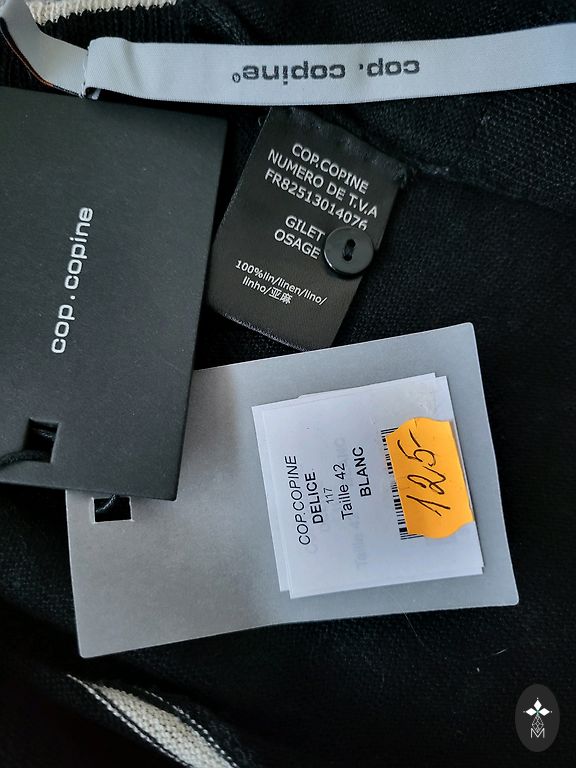 cop. copine®
cop.copine
COP.COPINE
NUMERO DE T.V.A
FR82513014076
GILET
OSAGE
100%lin/linen/lino/
linho/亚麻
COP.COPINE
DELICE
117
Taille 42
BLANC
125-
M